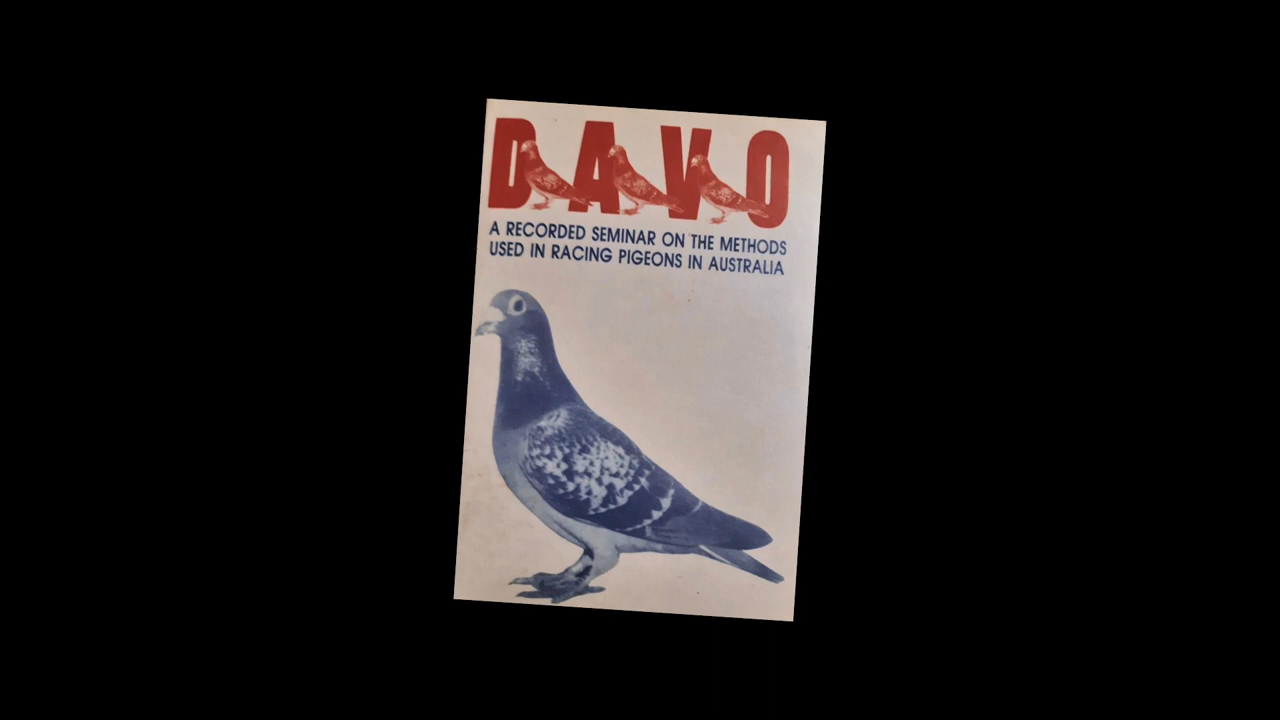 DAVO
A RECORDED SEMINAR ON THE METHODS
USED IN RACING PIGEONS IN AUSTRALIA